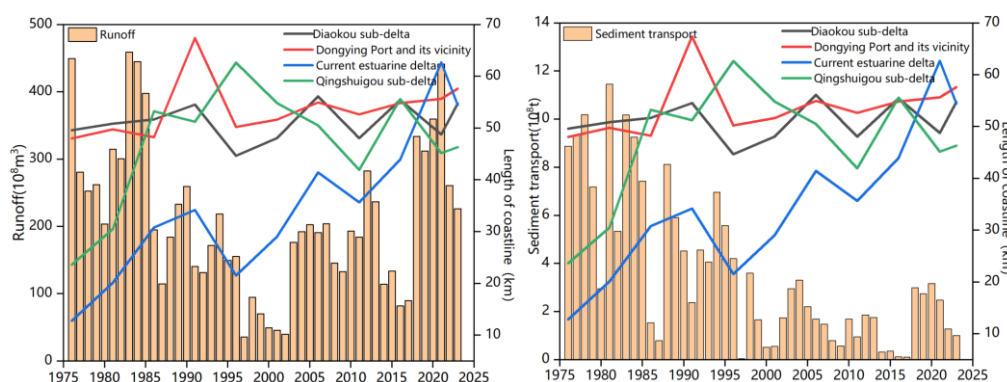 500
400
300
200
100
0
Runoff(10⁸m³)
Runoff
Diaokou sub-delta
Dongying Port and its vicinity
Current estuarine delta
Qingshuigou sub-delta
70
60
50
40
30
20
10
Length of coastline (km)
1975 1980 1985 1990 1995 2000 2005 2010 2015 2020 2025
14
12
10
8
6
4
2
0
Sediment transport(10⁸t)
Sediment transport
Diaokou sub-delta
Dongying Port and its vicinity
Current estuarine delta
Qingshuigou sub-delta
70
60
50
40
30
20
10
Length of coastline (km)
1975 1980 1985 1990 1995 2000 2005 2010 2015 2020 2025